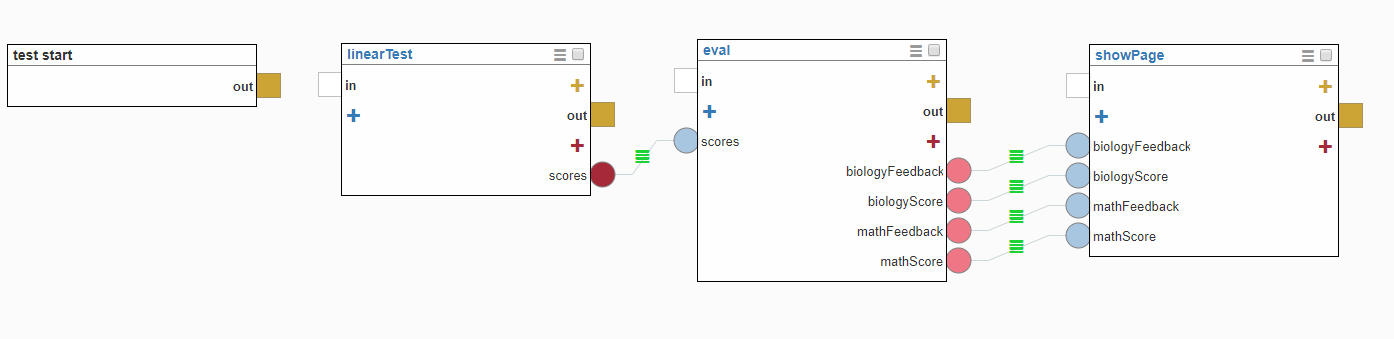 test start
out
linearTest
in
out
scores
eval
in
out
scores
biologyFeedback
biologyScore
mathFeedback
mathScore
showPage
in
out
biologyFeedback
biologyScore
mathFeedback
mathScore